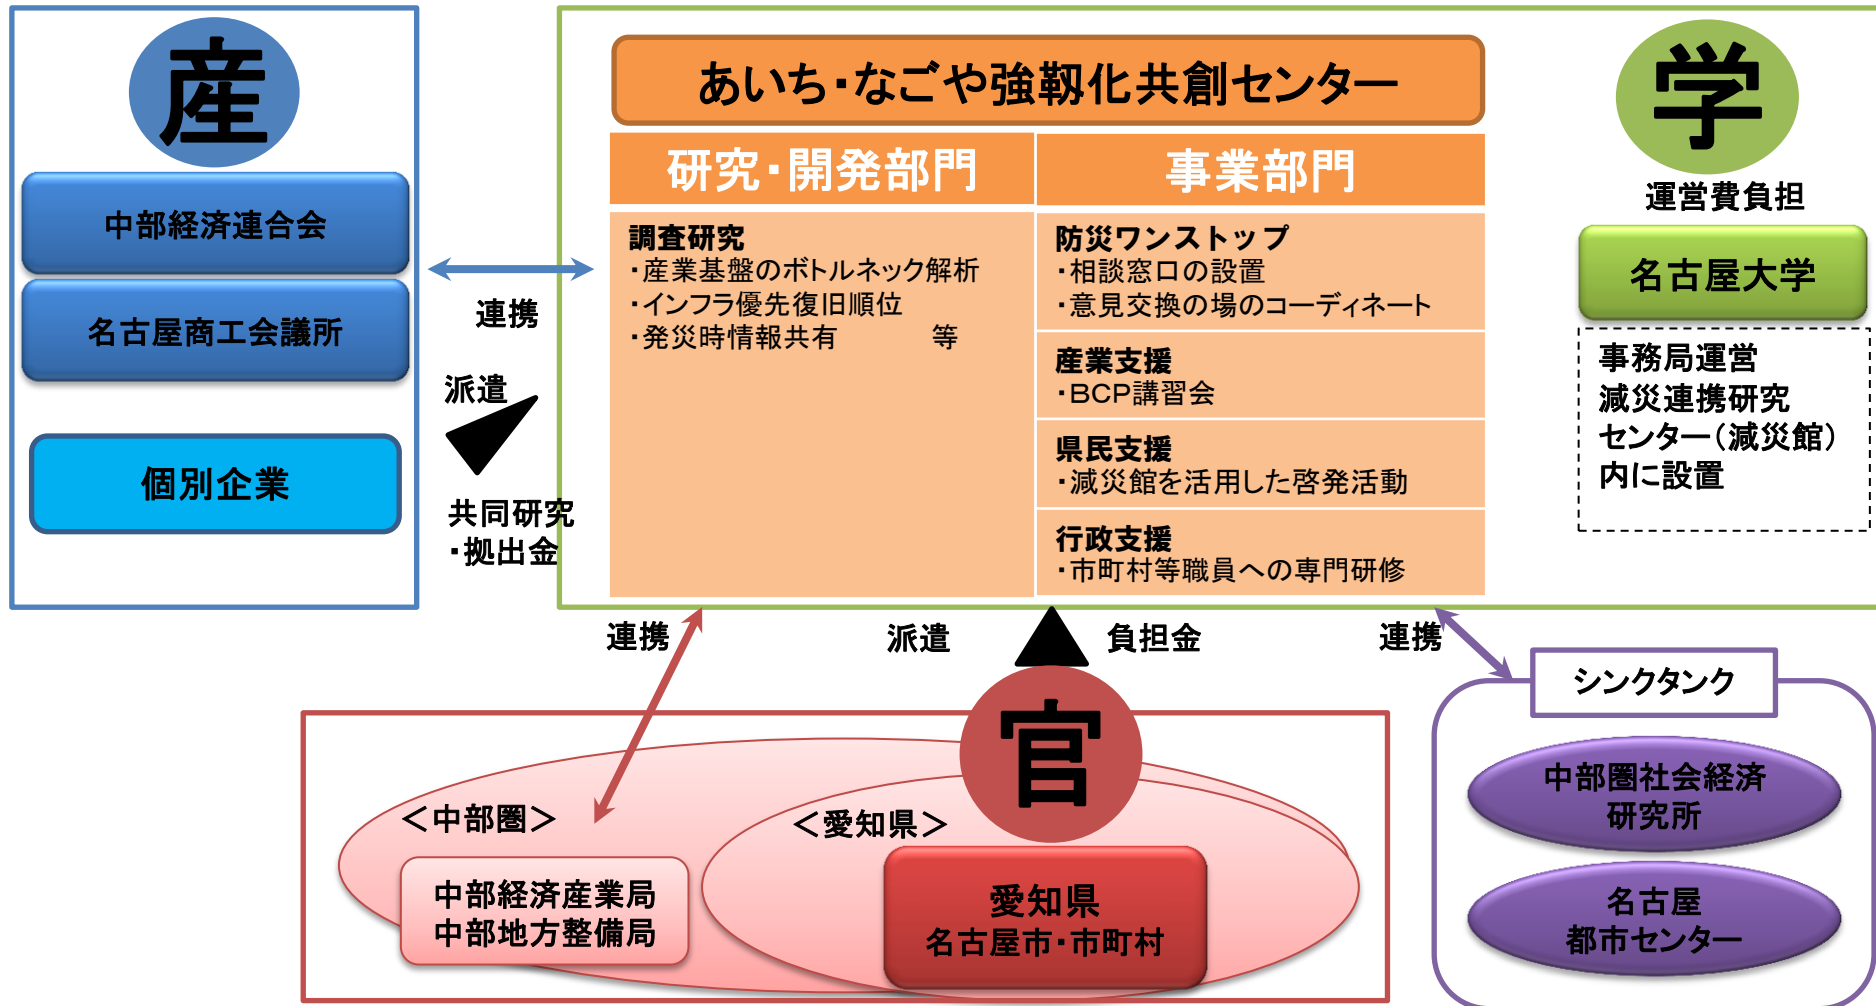 産
中部経済連合会
名古屋商工会議所
個別企業
連携
派遣
共同研究
・拠出金
あいち・なごや強靱化共創センター
研究・開発部門
調査研究
・産業基盤のボトルネック解析
・インフラ優先復旧順位
・発災時情報共有　　　等
事業部門
防災ワンストップ
・相談窓口の設置
・意見交換の場のコーディネート
産業支援
・BCP講習会
県民支援
・減災館を活用した啓発活動
行政支援
・市町村等職員への専門研修
学
運営費負担
名古屋大学
事務局運営
減災連携研究
センター(減災館)
内に設置
連携
派遣
負担金
連携
官
＜中部圏＞
中部経済産業局
中部地方整備局
＜愛知県＞
愛知県
名古屋市・市町村
シンクタンク
中部圏社会経済
研究所
名古屋
都市センター